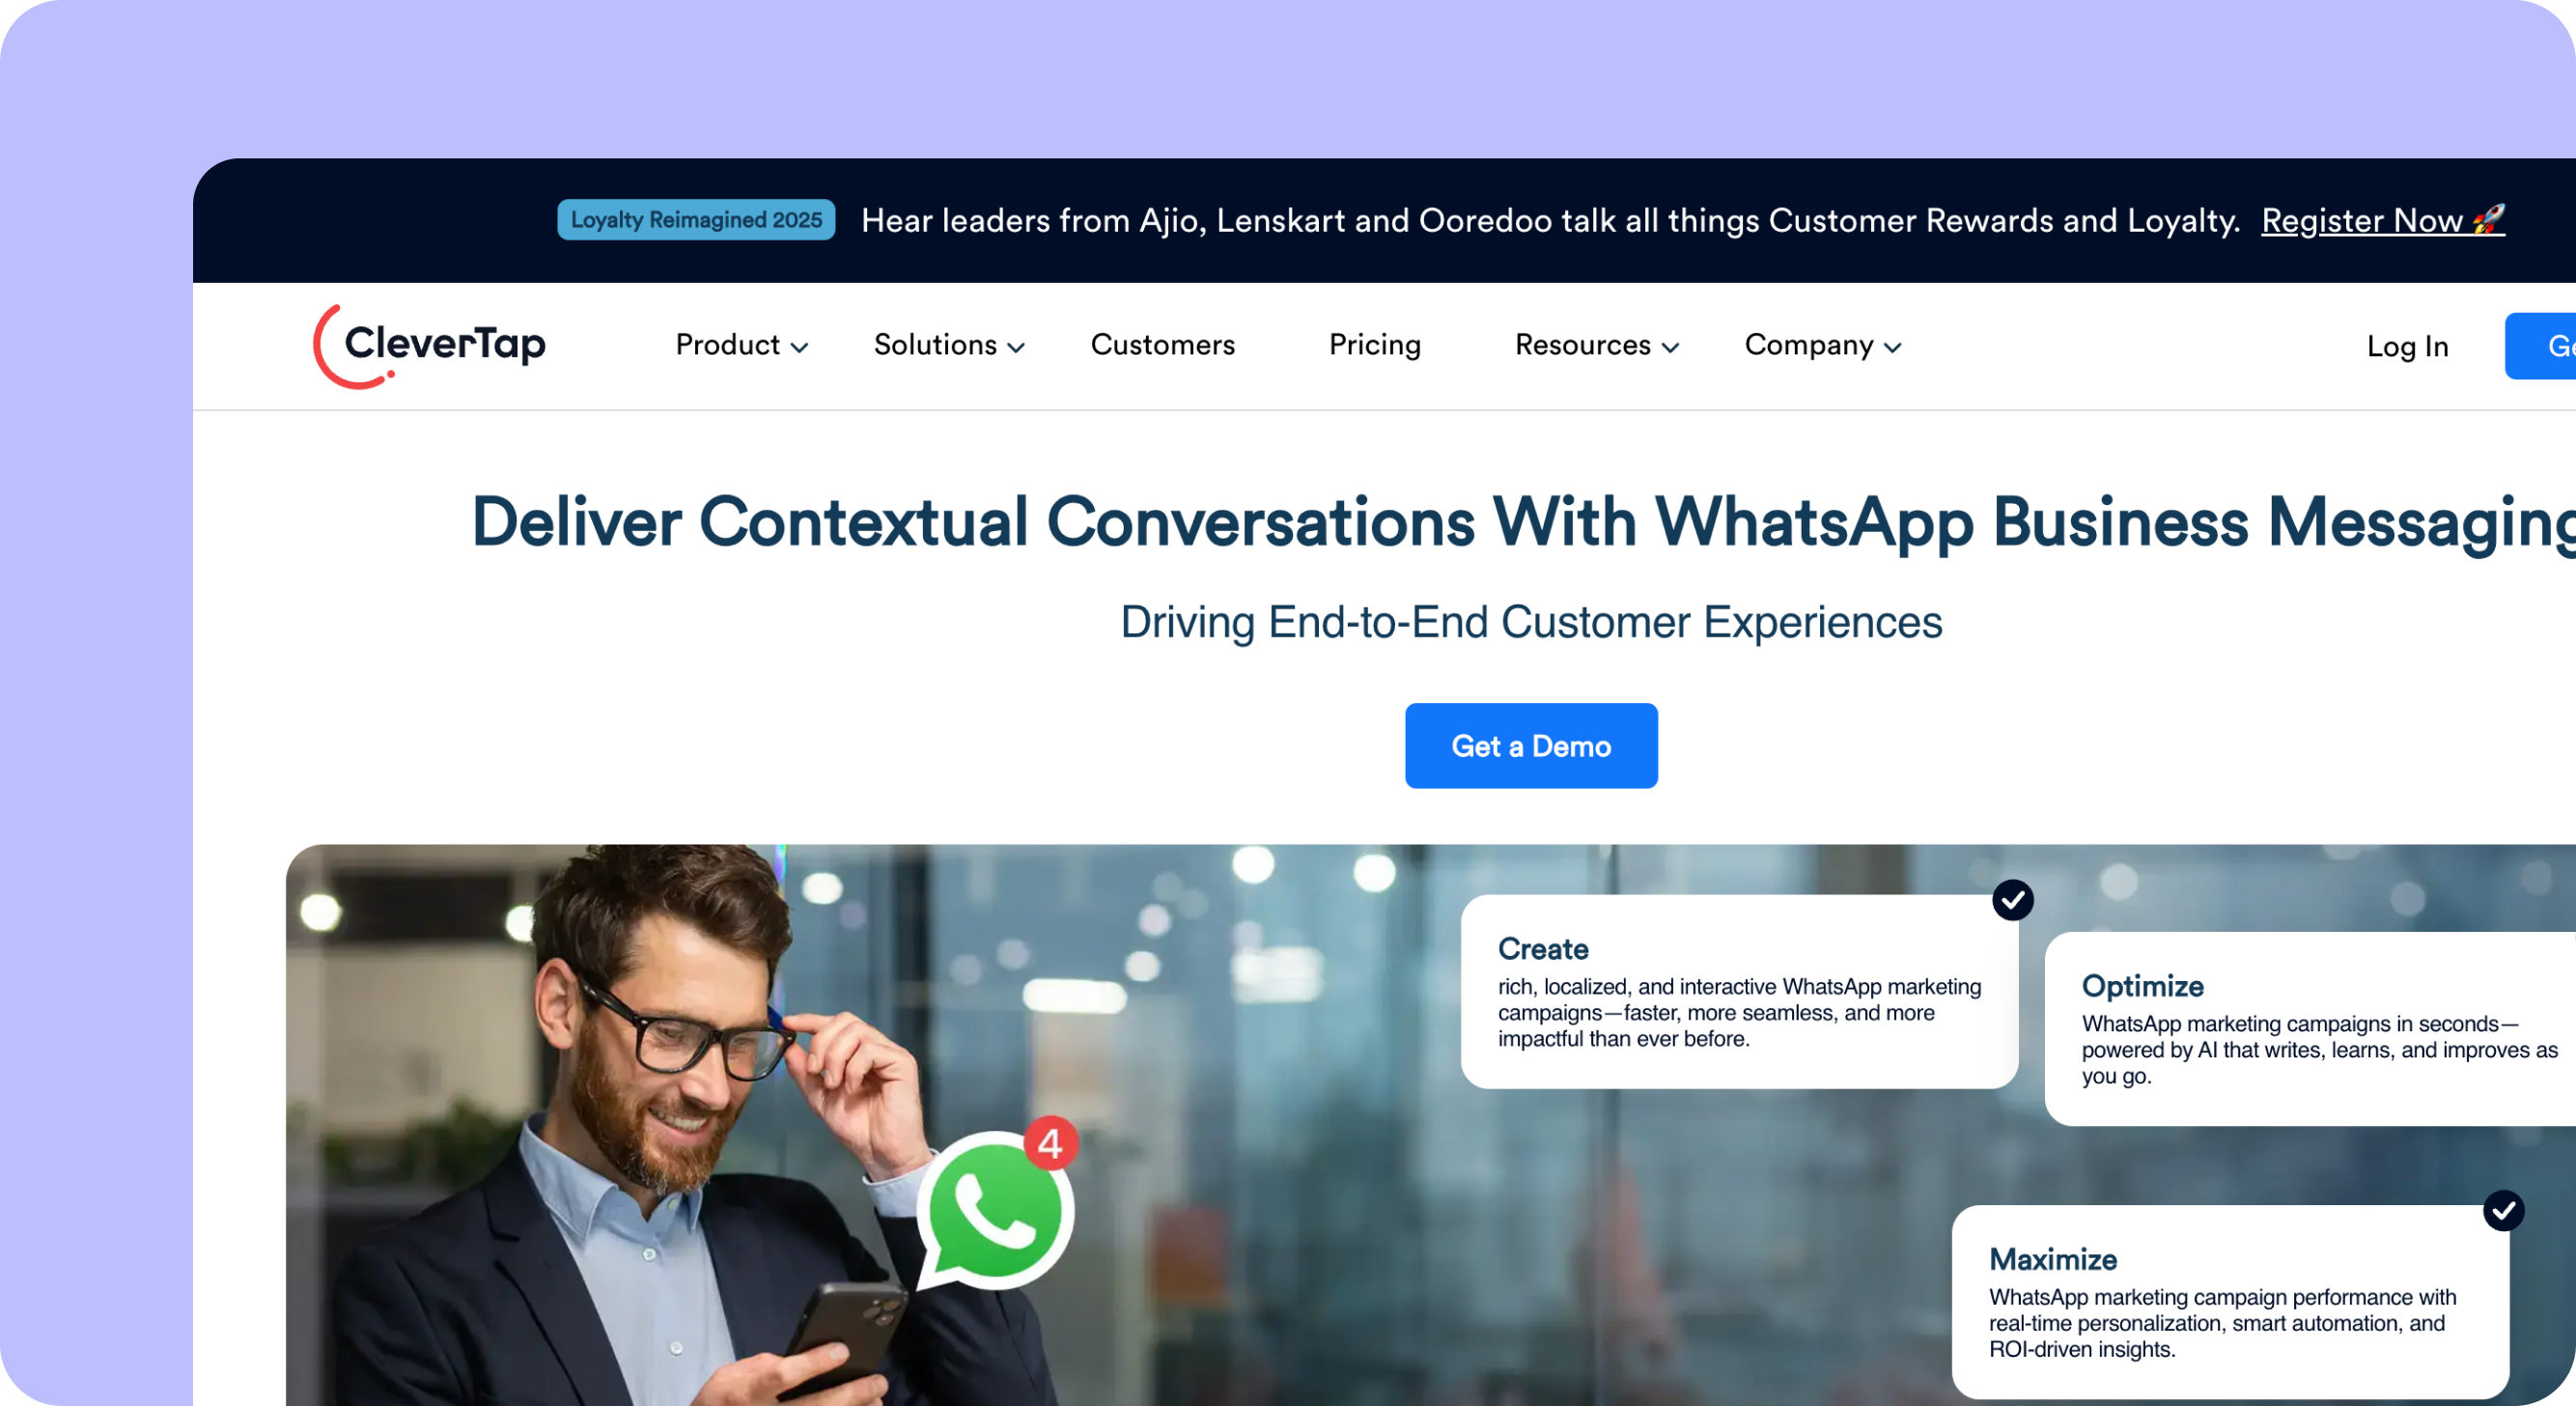 Loyalty Reimagined 2025 Hear leaders from Ajio, Lenskart and Ooredoo talk all things Customer Rewards and Loyalty. Register Now 🚀
CleverTap Product Solutions Customers Pricing Resources Company Log In
Deliver Contextual Conversations With WhatsApp Business Messaging
Driving End-to-End Customer Experiences
Get a Demo
Create
rich, localized, and interactive WhatsApp marketing
campaigns—faster, more seamless, and more
impactful than ever before.
Optimize
WhatsApp marketing campaigns in seconds—
powered by AI that writes, learns, and improves as
you go.
4
Maximize
WhatsApp marketing campaign performance with
real-time personalization, smart automation, and
ROI-driven insights.